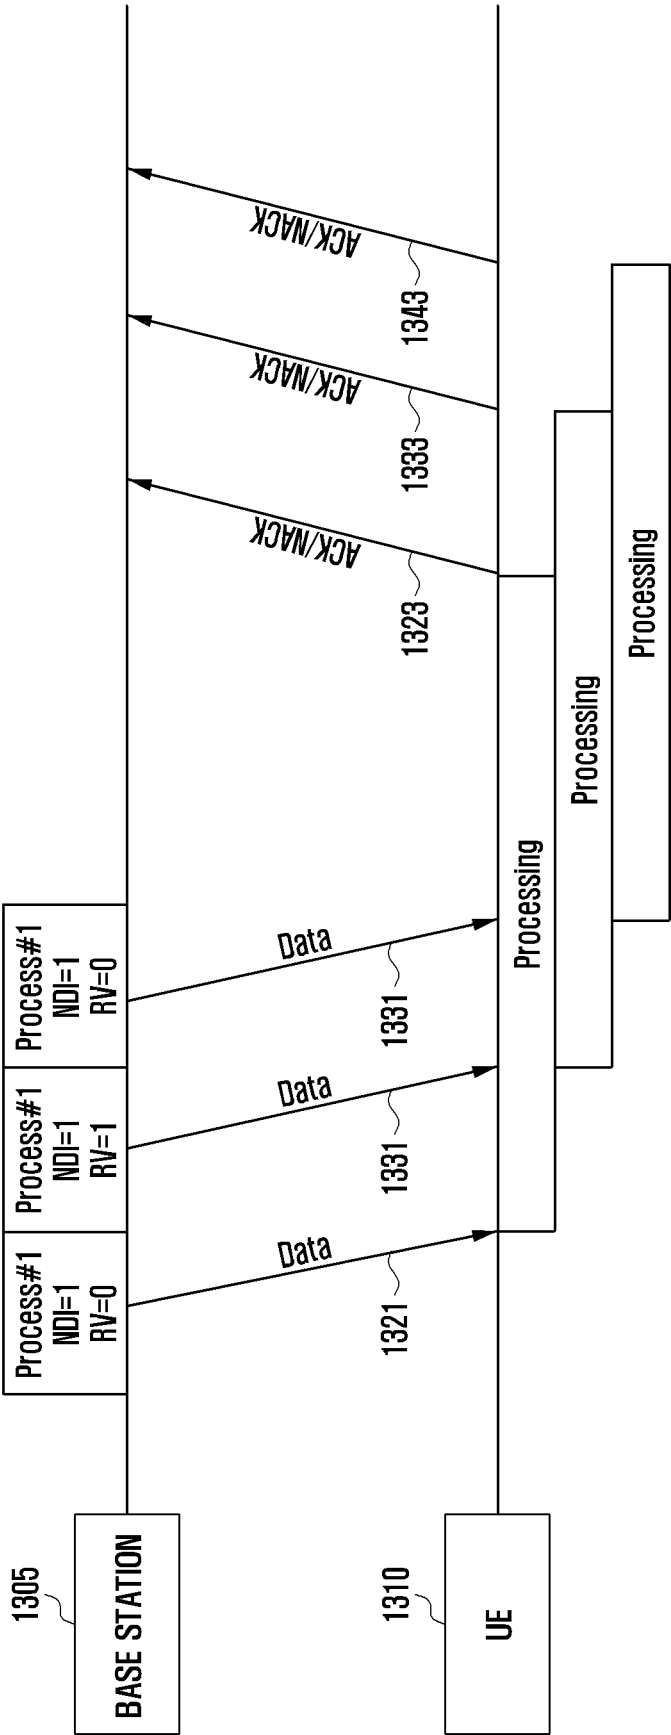 1305
BASE STATION
Process#1
NDI=1
RV=0
Process#1
NDI=1
RV=1
Process#1
NDI=1
RV=0
Data
1321
Data
1331
Data
1331
ACK/NACK
1323
ACK/NACK
1333
ACK/NACK
1343
1310
UE
Processing
Processing
Processing